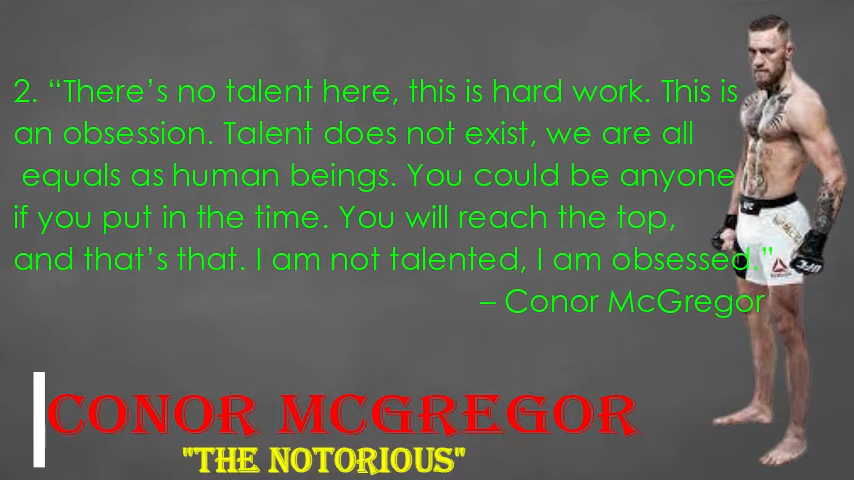 2. “There’s no talent here, this is hard work. This is
an obsession. Talent does not exist, we are all
equals as human beings. You could be anyone
if you put in the time. You will reach the top,
and that’s that. I am not talented, I am obsessed.”
– Conor McGregor
CONOR MCGREGOR
"THE NOTORIOUS"